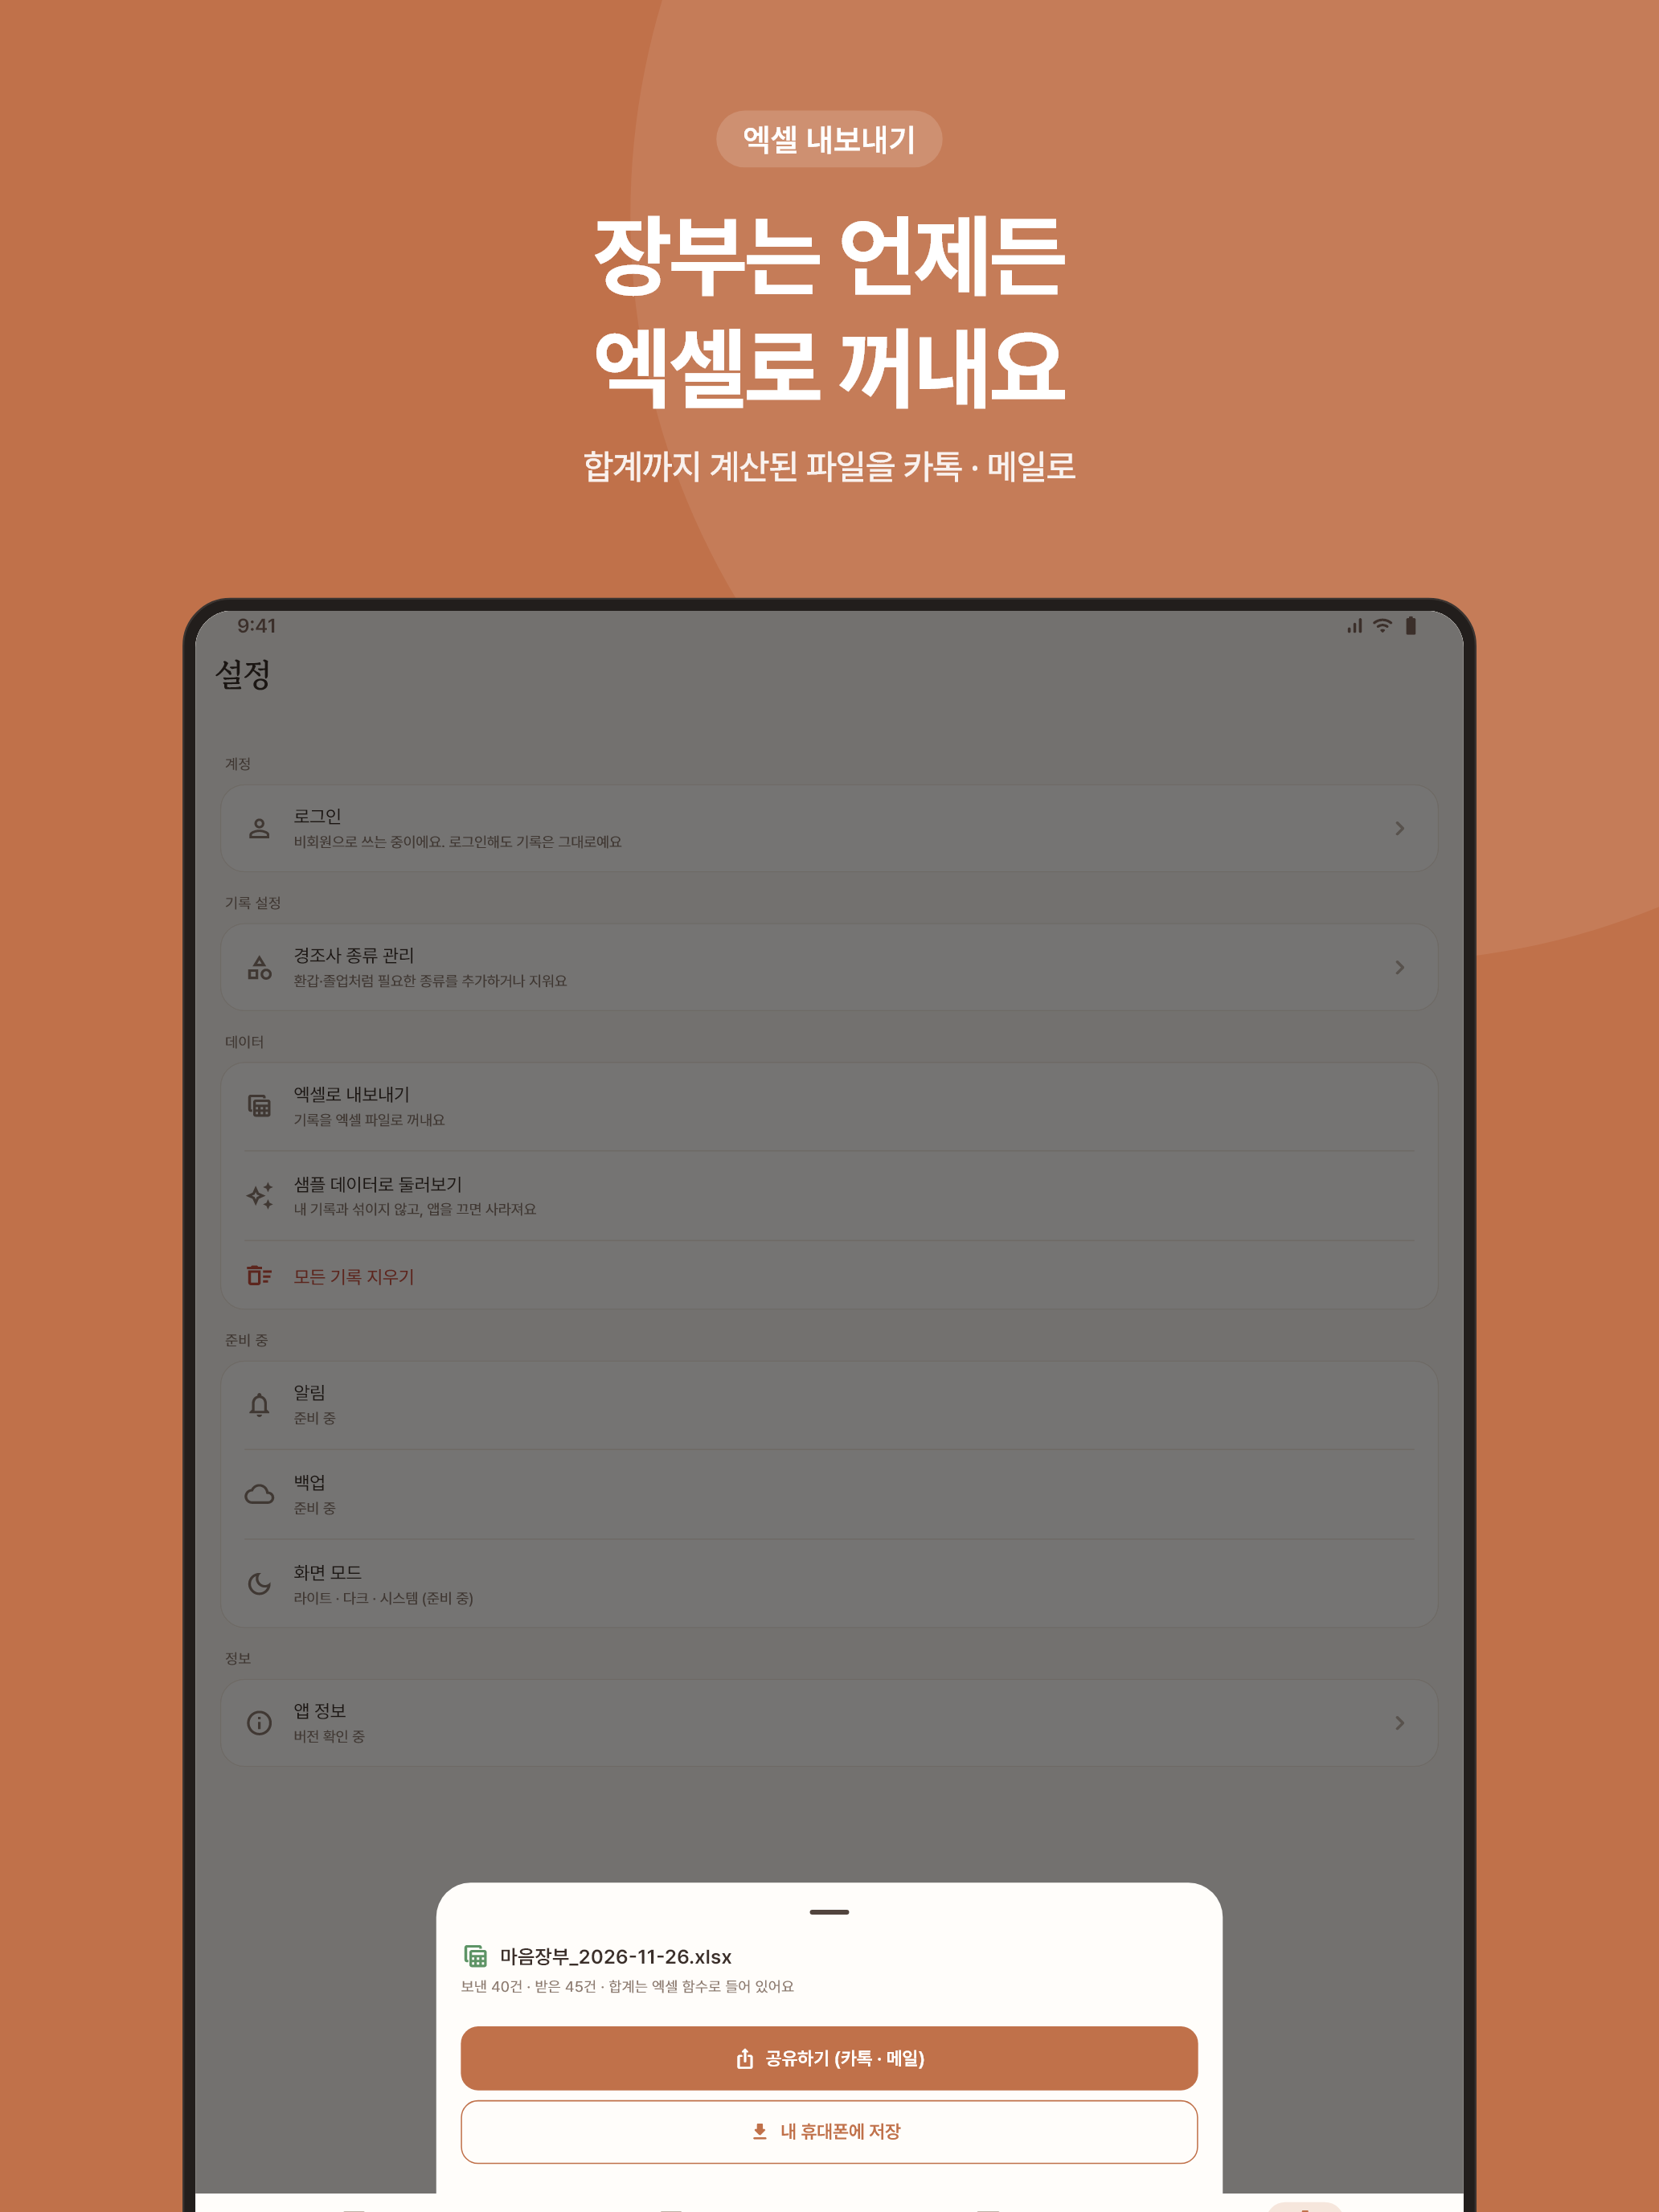 엑셀 내보내기
장부는 언제든
엑셀로 꺼내요
합계까지 계산된 파일을 카톡 · 메일로
9:41
설정
계정
로그인
비회원으로 쓰는 중이에요. 로그인해도 기록은 그대로예요
기록 설정
경조사 종류 관리
환갑·졸업처럼 필요한 종류를 추가하거나 지워요
데이터
엑셀로 내보내기
기록을 엑셀 파일로 꺼내요
샘플 데이터로 둘러보기
내 기록과 섞이지 않고, 앱을 끄면 사라져요
모든 기록 지우기
준비 중
알림
준비 중
백업
준비 중
화면 모드
라이트 · 다크 · 시스템 (준비 중)
정보
앱 정보
버전 확인 중
마음장부_2026-11-26.xlsx
보낸 40건 · 받은 45건 · 합계는 엑셀 함수로 들어 있어요
공유하기 (카톡 · 메일)
내 휴대폰에 저장